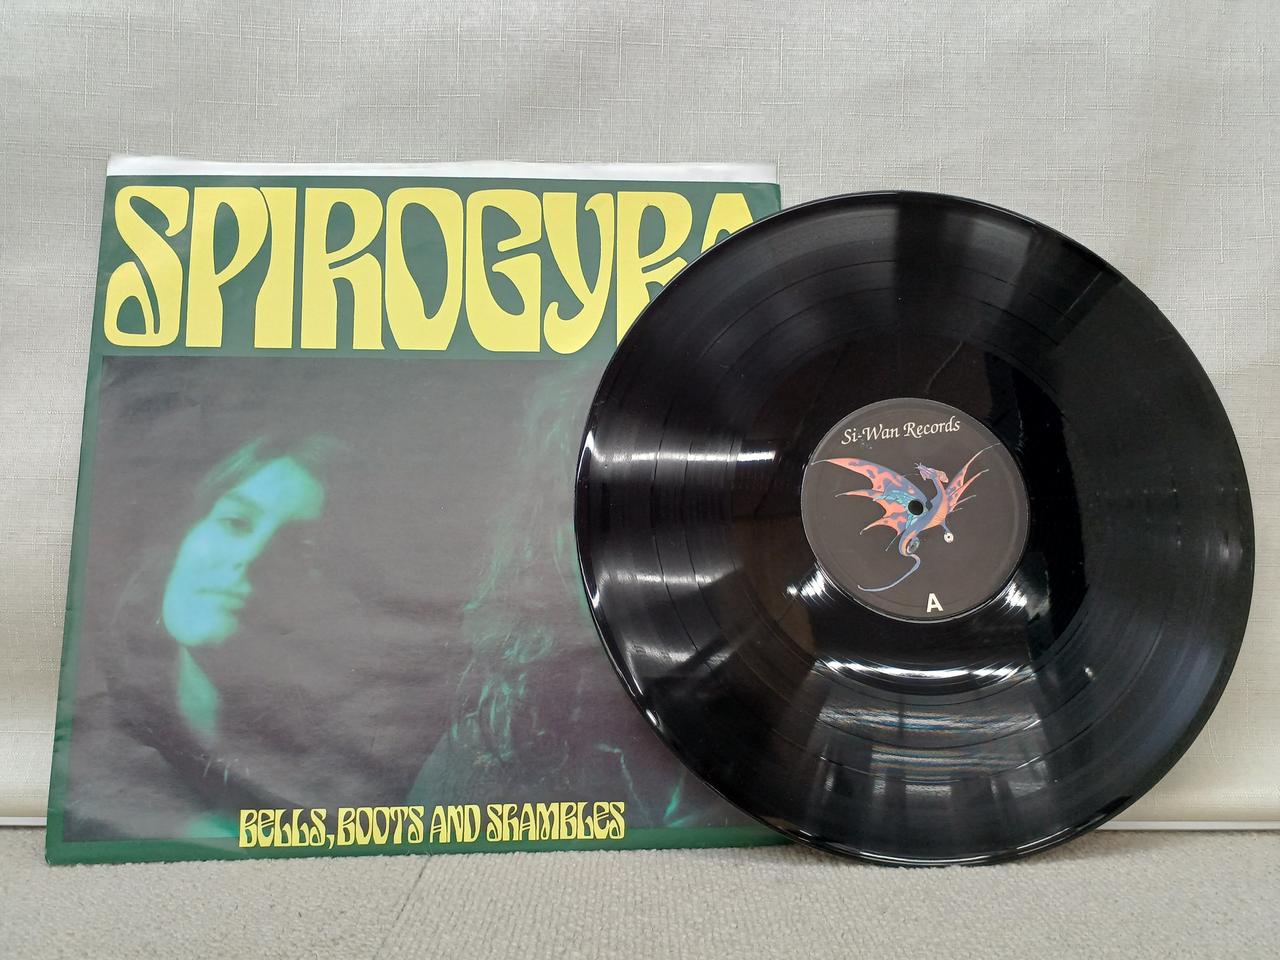 SPIROGYRA
BELLS, BOOTS AND SHAMBLES
Si-Wan Records
A